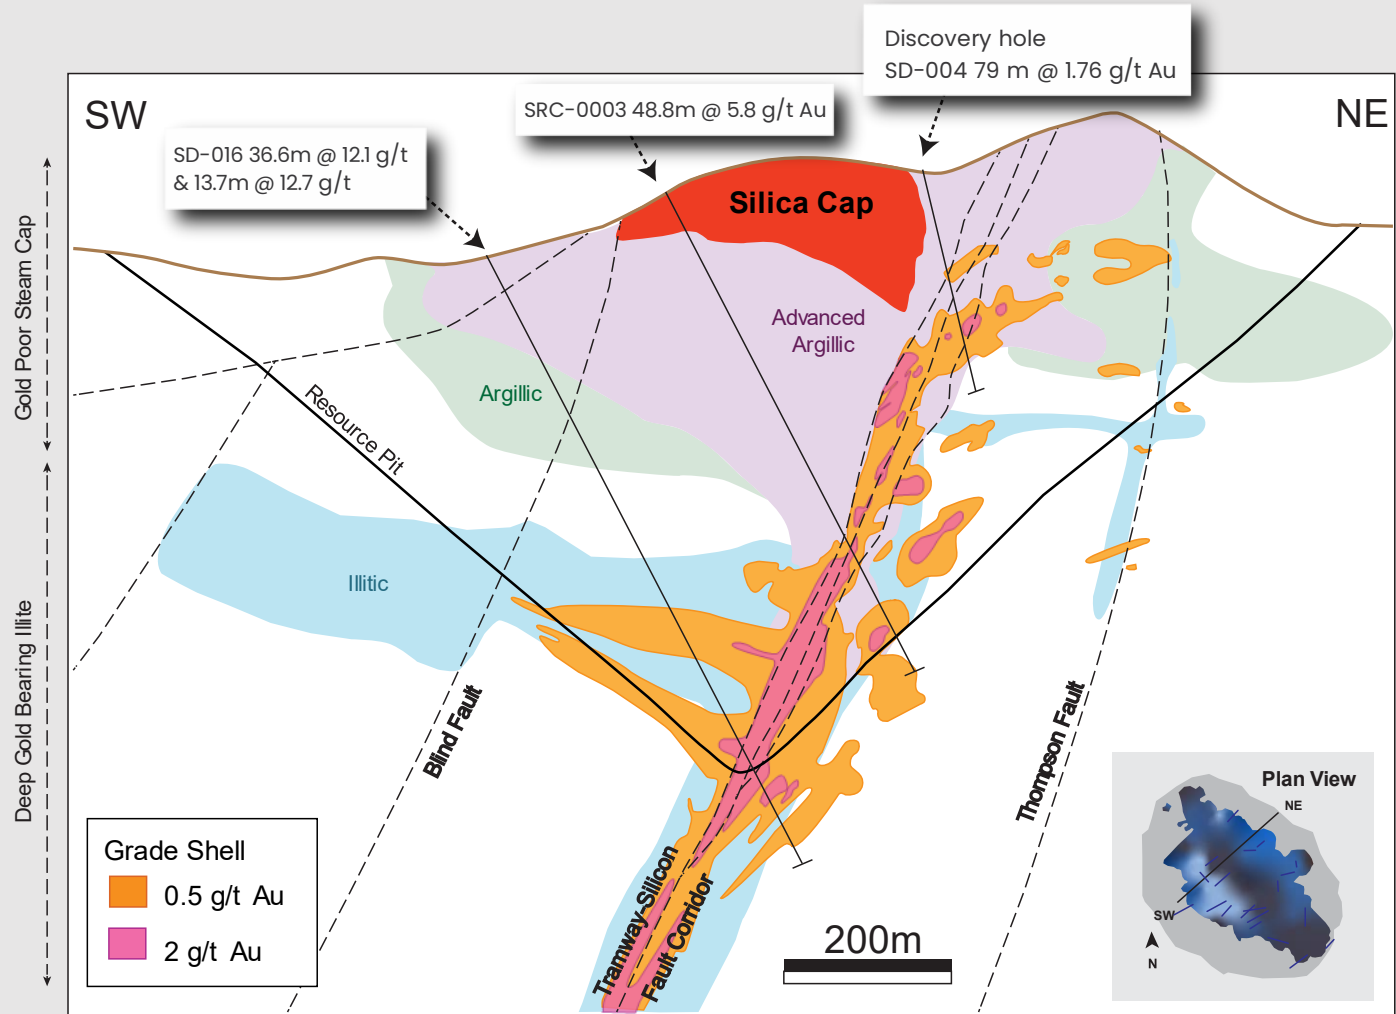 Discovery hole
SD-004 79 m @ 1.76 g/t Au
SW
SRC-0003 48.8m @ 5.8 g/t Au
NE
SD-016 36.6m @ 12.1 g/t
& 13.7m @ 12.7 g/t
Silica Cap
Gold Poor Steam Cap
Advanced
Argillic
Argillic
Resource Pit
Illitic
Deep Gold Bearing Illite
Blind Fault
Thompson Fault
Tramway-Silicon
Fault Corridor
Grade Shell
0.5 g/t Au
2 g/t Au
200m
Plan View
NE
SW
N